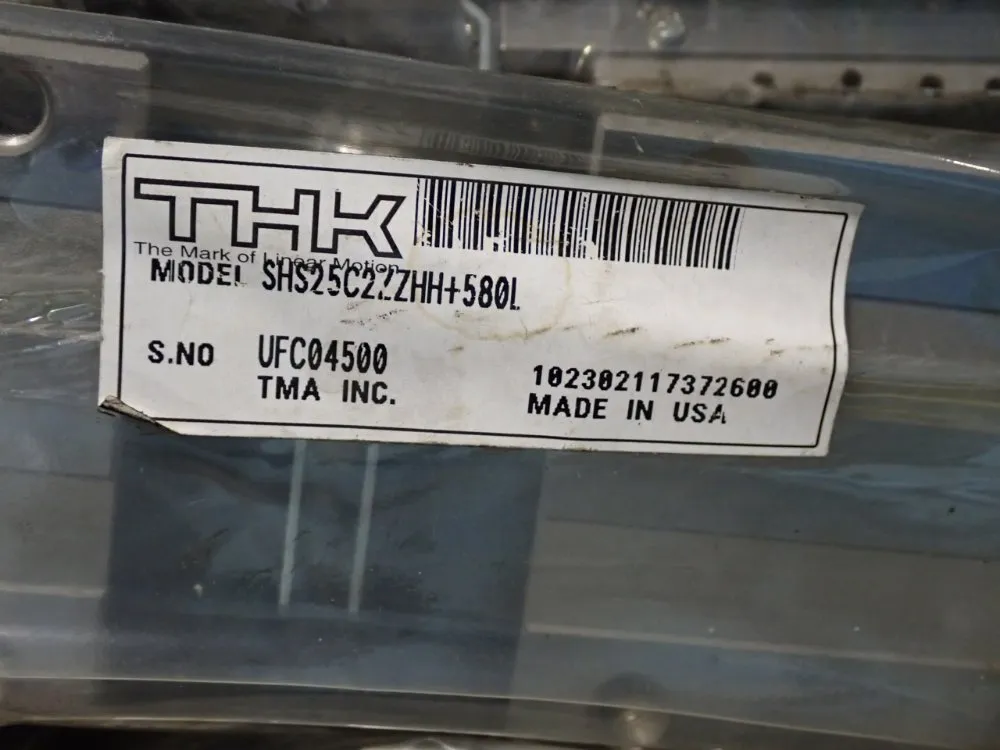 THK
The Mark of Linear Motion
MODEL SHS25C2ZZHH+580L
S.NO UFC04500
TMA INC.
102302117372600
MADE IN USA